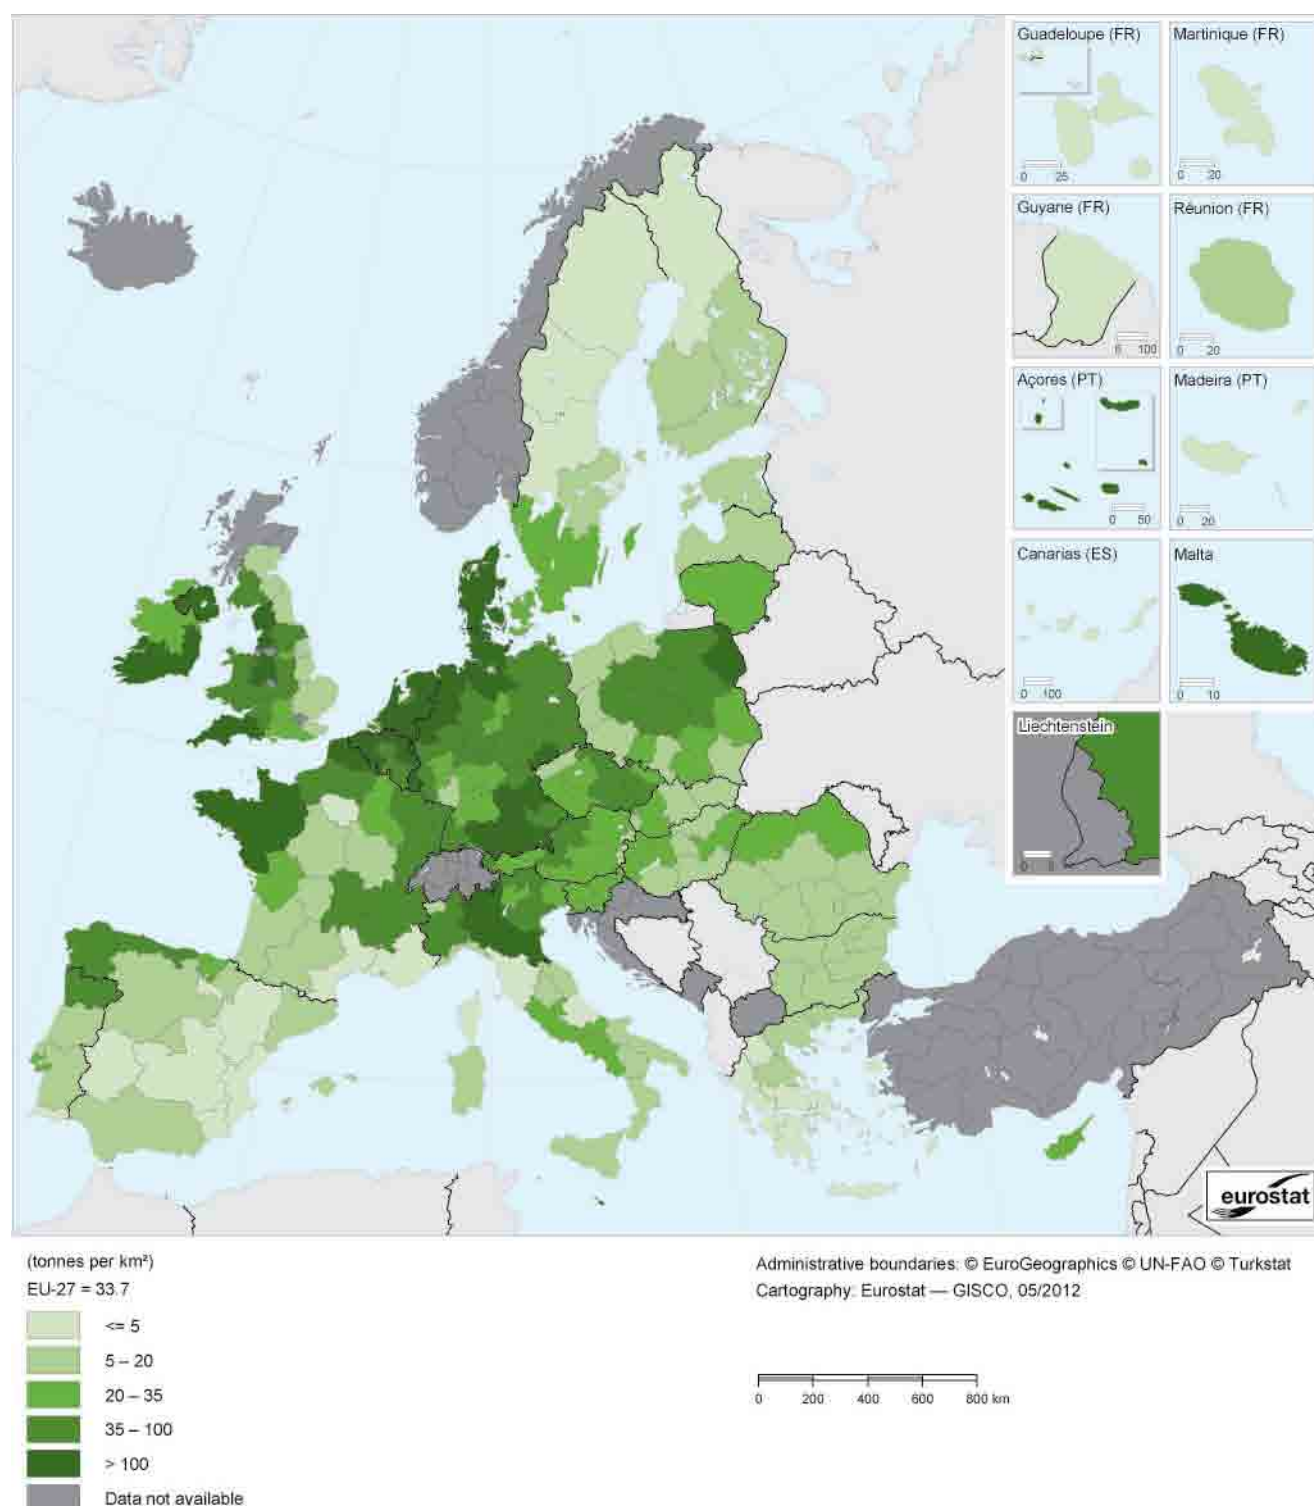 Guadeloupe (FR)
0 25
Martinique (FR)
0 20
Guyane (FR)
0 100
Réunion (FR)
0 20
Açores (PT)
0 50
Madeira (PT)
0 20
Canarias (ES)
0 100
Malta
0 10
Liechtenstein
0
eurostat
(tonnes per km²)
EU-27 = 33.7
<= 5
5 – 20
20 – 35
35 – 100
> 100
Data not available
Administrative boundaries: © EuroGeographics © UN-FAO © Turkstat
Cartography: Eurostat — GISCO, 05/2012
0 200 400 600 800 km